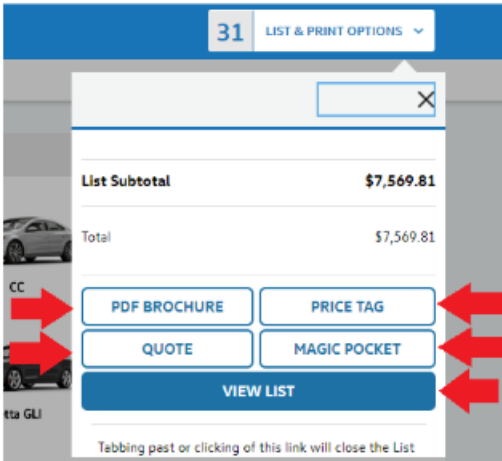 31 LIST & PRINT OPTIONS
List Subtotal $7,569.81
Total $7,569.81
CC
PDF BROCHURE PRICE TAG
QUOTE MAGIC POCKET
VIEW LIST
tta GLI
Tabbing past or clicking of this link will close the List